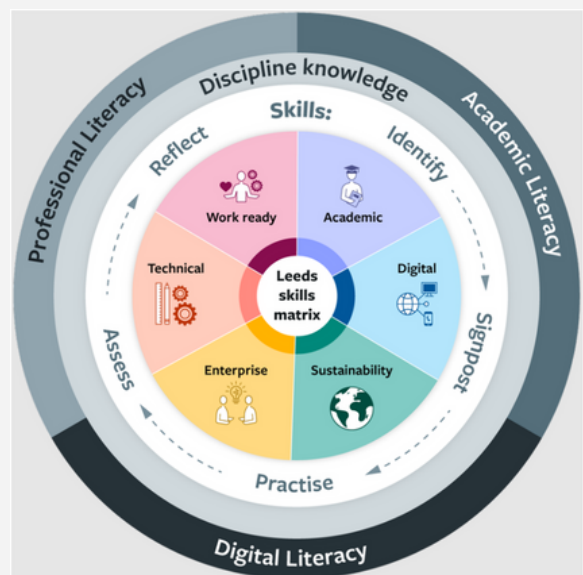 Professional Literacy
Academic Literacy
Digital Literacy
Discipline knowledge
Skills:
Identify
Signpost
Practise
Assess
Reflect
Work ready
Academic
Technical
Digital
Enterprise
Sustainability
Leeds
skills
matrix